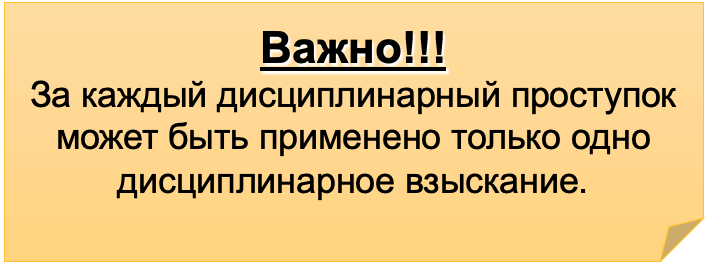 Важно!!!
За каждый дисциплинарный проступок
может быть применено только одно
дисциплинарное взыскание.